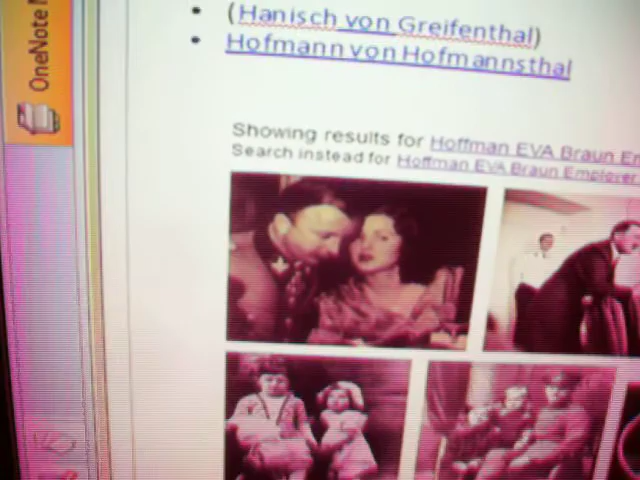 OneNote
(Hanisch von Greifenthal)
Hofmann von Hofmannsthal
Showing results for Hoffman EVA Braun Em
Search instead for Hoffman EVA Braun Employer